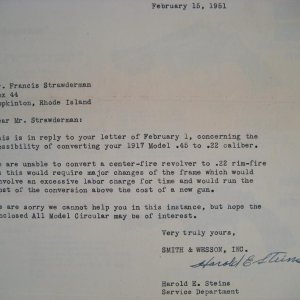 February 15, 1951
Francis Strawderman
44
Hopkinton, Rhode Island
Dear Mr. Strawderman:
This is in reply to your letter of February 1, concerning the
possibility of converting your 1917 Model .45 to .22 caliber.
We are unable to convert a center-fire revolver to .22 rim-fire
this would require major changes of the frame which would
involve an excessive labor charge for time and would run the
cost of the conversion above the cost of a new gun.
We are sorry we cannot help you in this instance, but hope the
enclosed All Model Circular may be of interest.
Very truly yours,
SMITH & WESSON, INC.
Harold E Steins
Harold E. Steins
Service Department